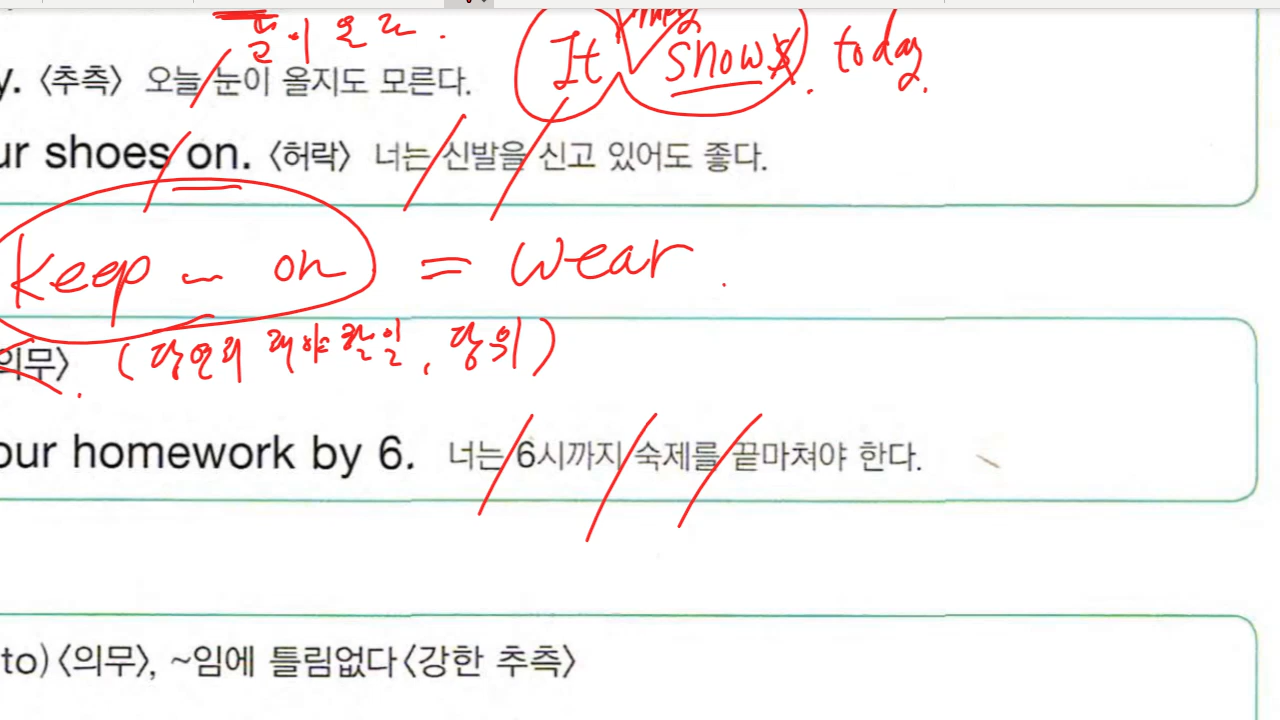 눈이 온다.
It may snows. today.
y. 〈추측〉 오늘 눈이 올지도 모른다.
ur shoes on. 〈허락〉 너는 신발을 신고 있어도 좋다.
keep ~ on = wear.
의무〉 (당연히 해야 할 일, 당위)
our homework by 6. 너는 6시까지 숙제를 끝마쳐야 한다.
to) 〈의무〉, ~임에 틀림없다〈강한 추측〉